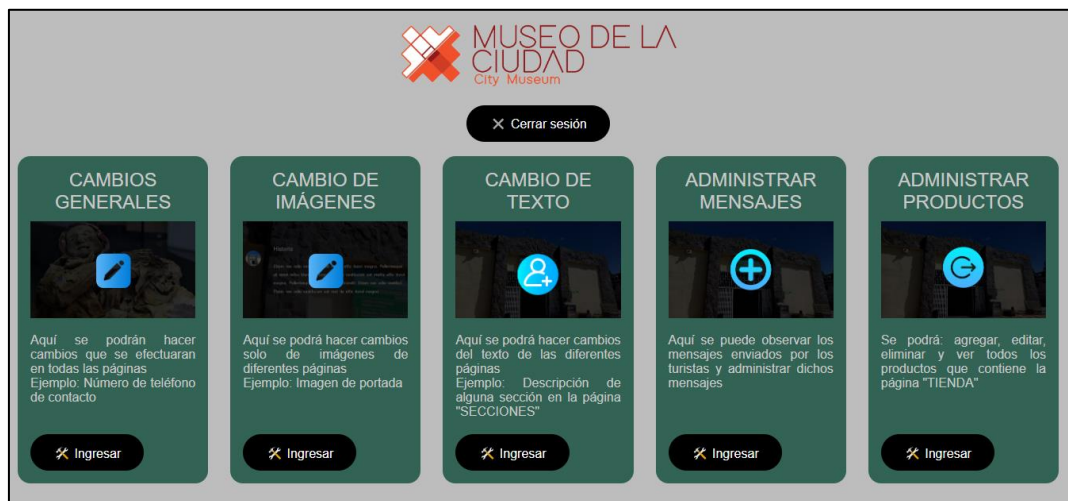 MUSEO DE LA
CIUDAD
City Museum
Cerrar sesión
CAMBIOS
GENERALES
Aquí se podrán hacer
cambios que se efectuaran
en todas las páginas
Ejemplo: Número de teléfono
de contacto
Ingresar
CAMBIO DE
IMÁGENES
Historia
Aquí se podrá hacer cambios
solo de imágenes de
diferentes páginas
Ejemplo: Imagen de portada
Ingresar
CAMBIO DE
TEXTO
Aquí se podrá hacer cambios
del texto de las diferentes
páginas
Ejemplo: Descripción de
alguna sección en la página
"SECCIONES"
Ingresar
ADMINISTRAR
MENSAJES
Aquí se puede observar los
mensajes enviados por los
turistas y administrar dichos
mensajes
Ingresar
ADMINISTRAR
PRODUCTOS
Se podrá: agregar, editar,
eliminar y ver todos los
productos que contiene la
página "TIENDA"
Ingresar